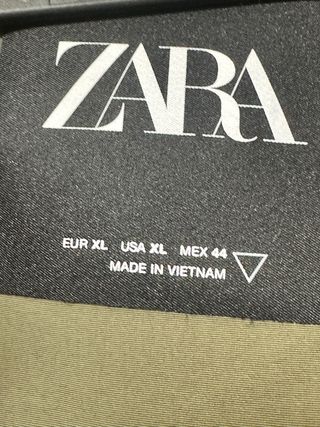 ZARA
EUR XL USA XL MEX 44
MADE IN VIETNAM